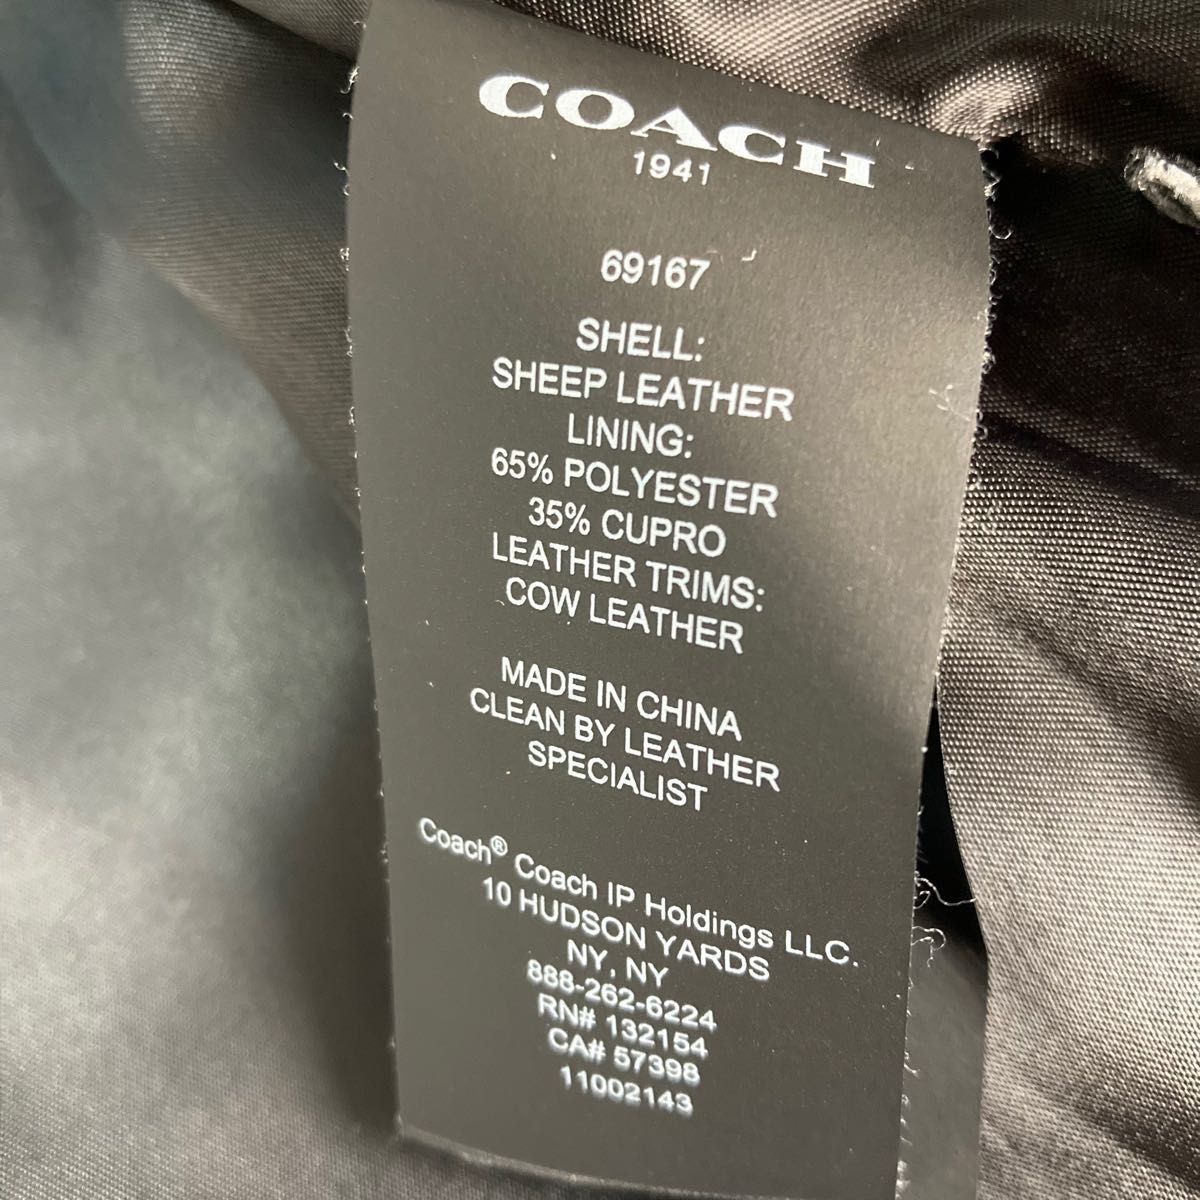 COACH
1941
69167
SHELL:
SHEEP LEATHER
LINING:
65% POLYESTER
35% CUPRO
LEATHER TRIMS:
COW LEATHER
MADE IN CHINA
CLEAN BY LEATHER
SPECIALIST
Coach® Coach IP Holdings LLC.
10 HUDSON YARDS
NY, NY
888-262-6224
RN# 132154
CA# 57398
11002143